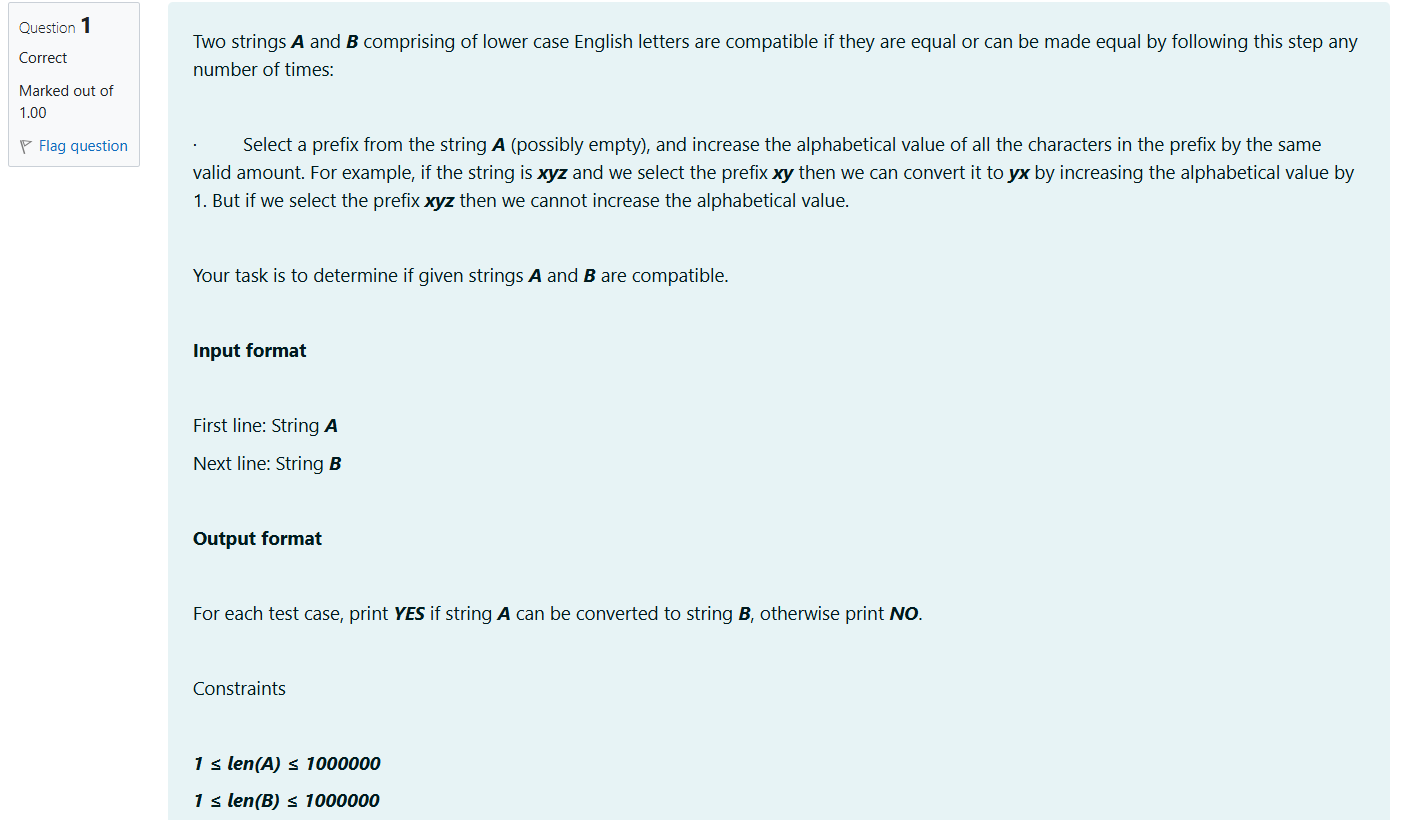 Question 1
Correct
Marked out of
1.00
Flag question
Two strings A and B comprising of lower case English letters are compatible if they are equal or can be made equal by following this step any
number of times:
· Select a prefix from the string A (possibly empty), and increase the alphabetical value of all the characters in the prefix by the same
valid amount. For example, if the string is xyz and we select the prefix xy then we can convert it to yx by increasing the alphabetical value by
1. But if we select the prefix xyz then we cannot increase the alphabetical value.
Your task is to determine if given strings A and B are compatible.
Input format
First line: String A
Next line: String B
Output format
For each test case, print YES if string A can be converted to string B, otherwise print NO.
Constraints
1 ≤ len(A) ≤ 1000000
1 ≤ len(B) ≤ 1000000